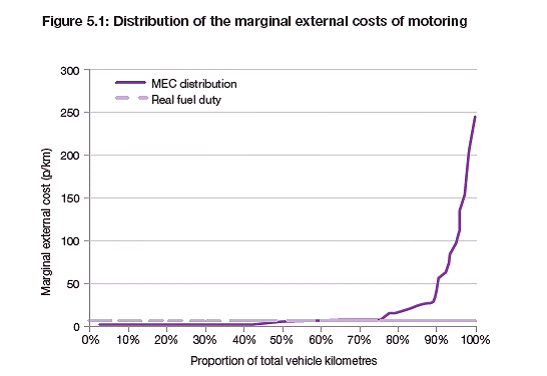 Figure 5.1: Distribution of the marginal external costs of motoring
300
MEC distribution
Real fuel duty
250
200
150
100
50
0
Marginal external cost (p/km)
0% 10% 20% 30% 40% 50% 60% 70% 80% 90% 100%
Proportion of total vehicle kilometres